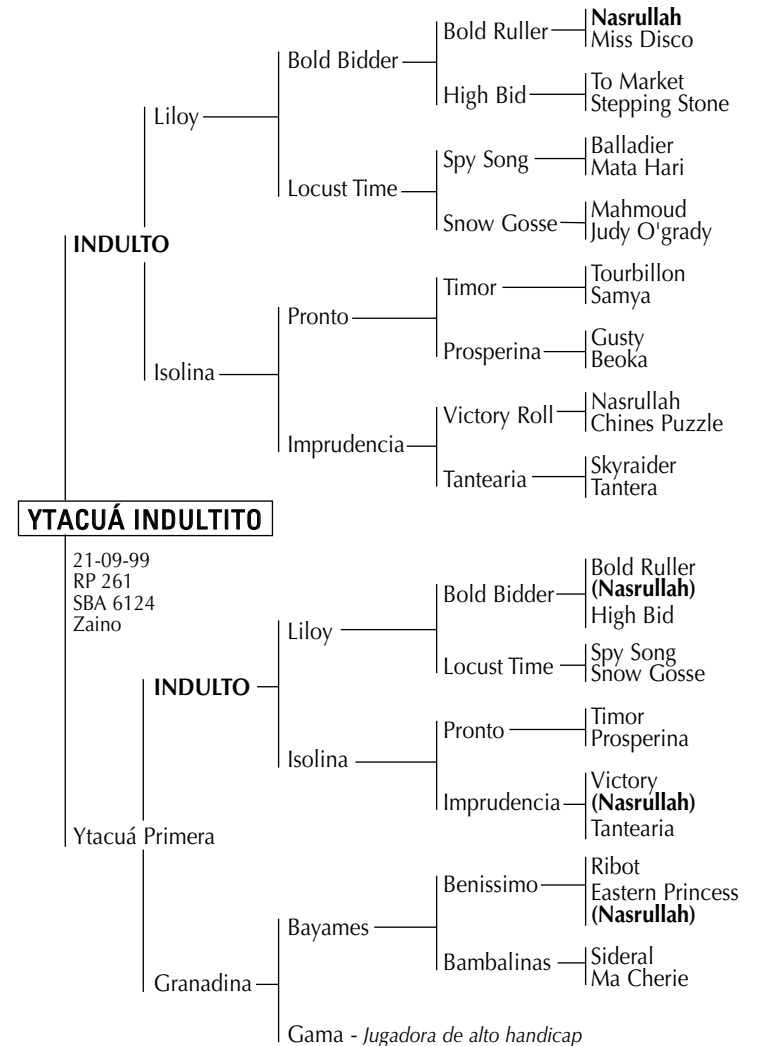 Nasrullah
Bold Ruller
Miss Disco
Bold Bidder
To Market
High Bid
Stepping Stone
Liloy
Balladier
Spy Song
Mata Hari
Locust Time
Mahmoud
Snow Gosse
Judy O'grady
INDULTO
Tourbillon
Timor
Samya
Pronto
Gusty
Prosperina
Beoka
Isolina
Nasrullah
Victory Roll
Chines Puzzle
Imprudencia
Skyraider
Tantearia
Tantera
YTACUÁ INDULTITO
21-09-99
RP 261
SBA 6124
Zaino
Bold Ruller
Bold Bidder
(Nasrullah)
High Bid
Liloy
Spy Song
Locust Time
Snow Gosse
INDULTO
Timor
Pronto
Prosperina
Isolina
Victory
Imprudencia
(Nasrullah)
Tantearia
Ytacuá Primera
Ribot
Benissimo
Eastern Princess
(Nasrullah)
Bayames
Sideral
Bambalinas
Ma Cherie
Granadina
Gama - Jugadora de alto handicap